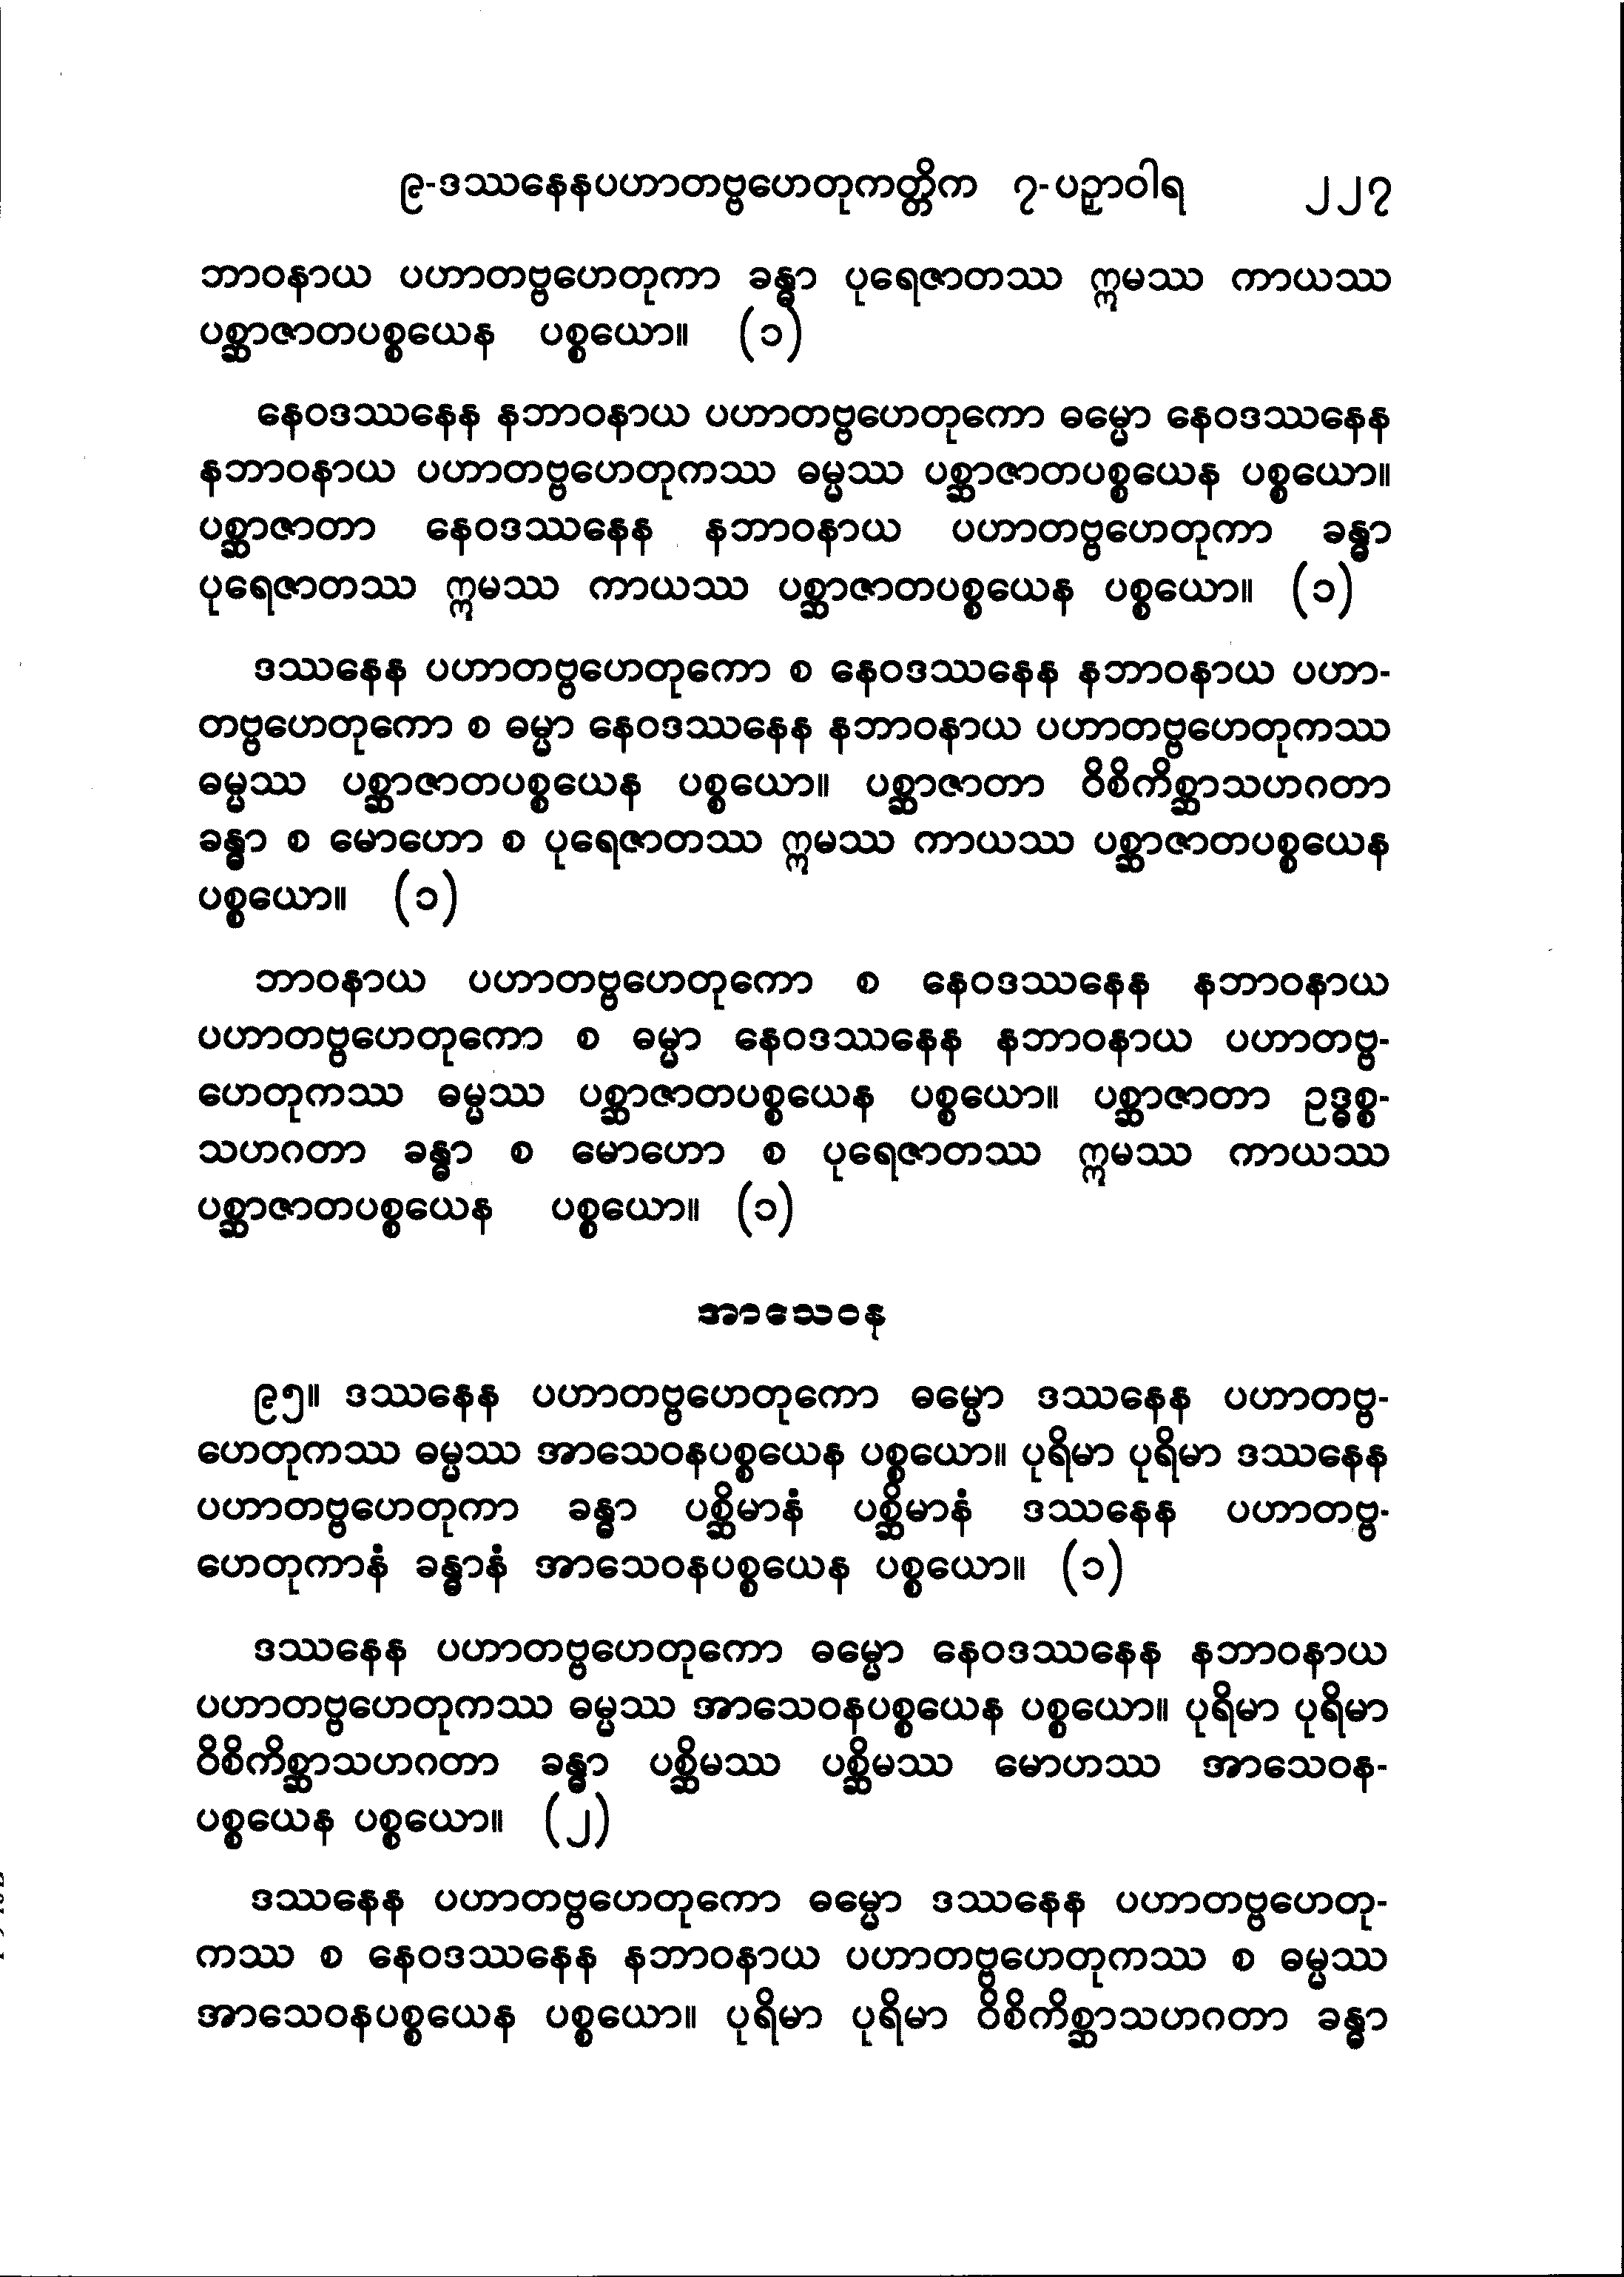 ၉-ဒဿနေနပဟာတဗ္ဗဟေတုကတ္တိက ၇-ပဉှာဝါရ ၂၂၇
ဘာဝနာယ ပဟာတဗ္ဗဟေတုကာ ခန္ဓာ ပုရေဇာတဿ ဣမဿ ကာယဿ
ပစ္ဆာဇာတပစ္စယေန ပစ္စယော။ (၁)
နေဝဒဿနေန နဘာဝနာယ ပဟာတဗ္ဗဟေတုကော ဓမ္မော နေဝဒဿနေန
နဘာဝနာယ ပဟာတဗ္ဗဟေတုကဿ ဓမ္မဿ ပစ္ဆာဇာတပစ္စယေန ပစ္စယော။
ပစ္ဆာဇာတာ နေဝဒဿနေန နဘာဝနာယ ပဟာတဗ္ဗဟေတုကာ ခန္ဓာ
ပုရေဇာတဿ ဣမဿ ကာယဿ ပစ္ဆာဇာတပစ္စယေန ပစ္စယော။ (၁)
ဒဿနေန ပဟာတဗ္ဗဟေတုကော စ နေဝဒဿနေန နဘာဝနာယ ပဟာ-
တဗ္ဗဟေတုကော စ ဓမ္မာ နေဝဒဿနေန နဘာဝနာယ ပဟာတဗ္ဗဟေတုကဿ
ဓမ္မဿ ပစ္ဆာဇာတပစ္စယေန ပစ္စယော။ ပစ္ဆာဇာတာ ဝိစိကိစ္ဆာသဟဂတာ
ခန္ဓာ စ မောဟော စ ပုရေဇာတဿ ဣမဿ ကာယဿ ပစ္ဆာဇာတပစ္စယေန
ပစ္စယော။ (၁)
ဘာဝနာယ ပဟာတဗ္ဗဟေတုကော စ နေဝဒဿနေန နဘာဝနာယ
ပဟာတဗ္ဗဟေတုကော စ ဓမ္မာ နေဝဒဿနေန နဘာဝနာယ ပဟာတဗ္ဗ-
ဟေတုကဿ ဓမ္မဿ ပစ္ဆာဇာတပစ္စယေန ပစ္စယော။ ပစ္ဆာဇာတာ ဥဒ္ဓစ္စ-
သဟဂတာ ခန္ဓာ စ မောဟော စ ပုရေဇာတဿ ဣမဿ ကာယဿ
ပစ္ဆာဇာတပစ္စယေန ပစ္စယော။ (၁)
အာသေဝန
၉၅။ ဒဿနေန ပဟာတဗ္ဗဟေတုကော ဓမ္မော ဒဿနေန ပဟာတဗ္ဗ-
ဟေတုကဿ ဓမ္မဿ အာသေဝနပစ္စယေန ပစ္စယော။ ပုရိမာ ပုရိမာ ဒဿနေန
ပဟာတဗ္ဗဟေတုကာ ခန္ဓာ ပစ္ဆိမာနံ ပစ္ဆိမာနံ ဒဿနေန ပဟာတဗ္ဗ-
ဟေတုကာနံ ခန္ဓာနံ အာသေဝနပစ္စယေန ပစ္စယော။ (၁)
ဒဿနေန ပဟာတဗ္ဗဟေတုကော ဓမ္မော နေဝဒဿနေန နဘာဝနာယ
ပဟာတဗ္ဗဟေတုကဿ ဓမ္မဿ အာသေဝနပစ္စယေန ပစ္စယော။ ပုရိမာ ပုရိမာ
ဝိစိကိစ္ဆာသဟဂတာ ခန္ဓာ ပစ္ဆိမဿ ပစ္ဆိမဿ မောဟဿ အာသေဝန-
ပစ္စယေန ပစ္စယော။ (၂)
ဒဿနေန ပဟာတဗ္ဗဟေတုကော ဓမ္မော ဒဿနေန ပဟာတဗ္ဗဟေတု-
ကဿ စ နေဝဒဿနေန နဘာဝနာယ ပဟာတဗ္ဗဟေတုကဿ စ ဓမ္မဿ
အာသေဝနပစ္စယေန ပစ္စယော။ ပုရိမာ ပုရိမာ ဝိစိကိစ္ဆာသဟဂတာ ခန္ဓာ